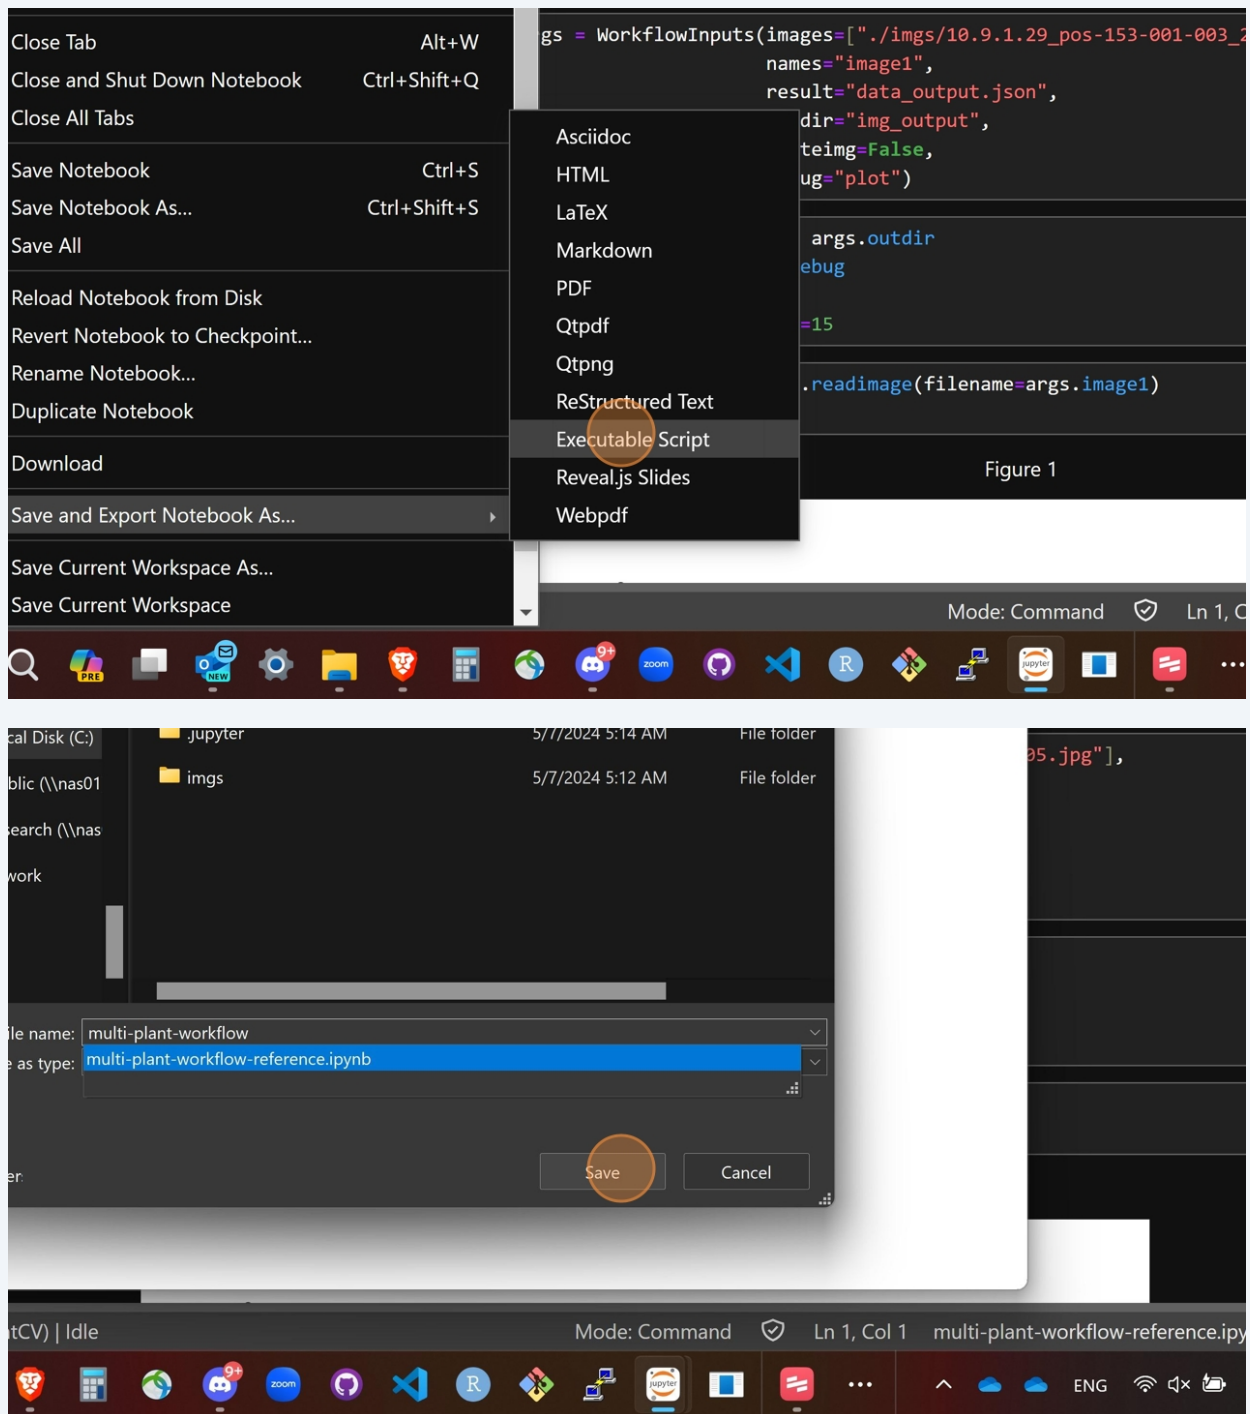 Close Tab Alt+W
Close and Shut Down Notebook Ctrl+Shift+Q
Close All Tabs
Save Notebook Ctrl+S
Save Notebook As... Ctrl+Shift+S
Save All
Reload Notebook from Disk
Revert Notebook to Checkpoint...
Rename Notebook...
Duplicate Notebook
Download
Save and Export Notebook As...
Save Current Workspace As...
Save Current Workspace
Asciidoc
HTML
LaTeX
Markdown
PDF
Qtpdf
Qtpng
ReStructured Text
Executable Script
Reveal.js Slides
Webpdf
gs = WorkflowInputs(images=["./imgs/10.9.1.29_pos-153-001-003_2
names="image1",
result="data_output.json",
dir="img_output",
teimg=False,
ug="plot")
args.outdir
ebug
=15
.readimage(filename=args.image1)
Figure 1
Mode: Command Ln 1, C
PRE
NEW
9+
zoom
R
jupyter
cal Disk (C:)
blic (\\nas01
search (\\nas
work
.jupyter 5/7/2024 5:14 AM File folder
imgs 5/7/2024 5:12 AM File folder
05.jpg"],
ile name: multi-plant-workflow
e as type: multi-plant-workflow-reference.ipynb
er:
Save Cancel
tCV) | Idle Mode: Command Ln 1, Col 1 multi-plant-workflow-reference.ipy
9+
zoom
R
jupyter
ENG